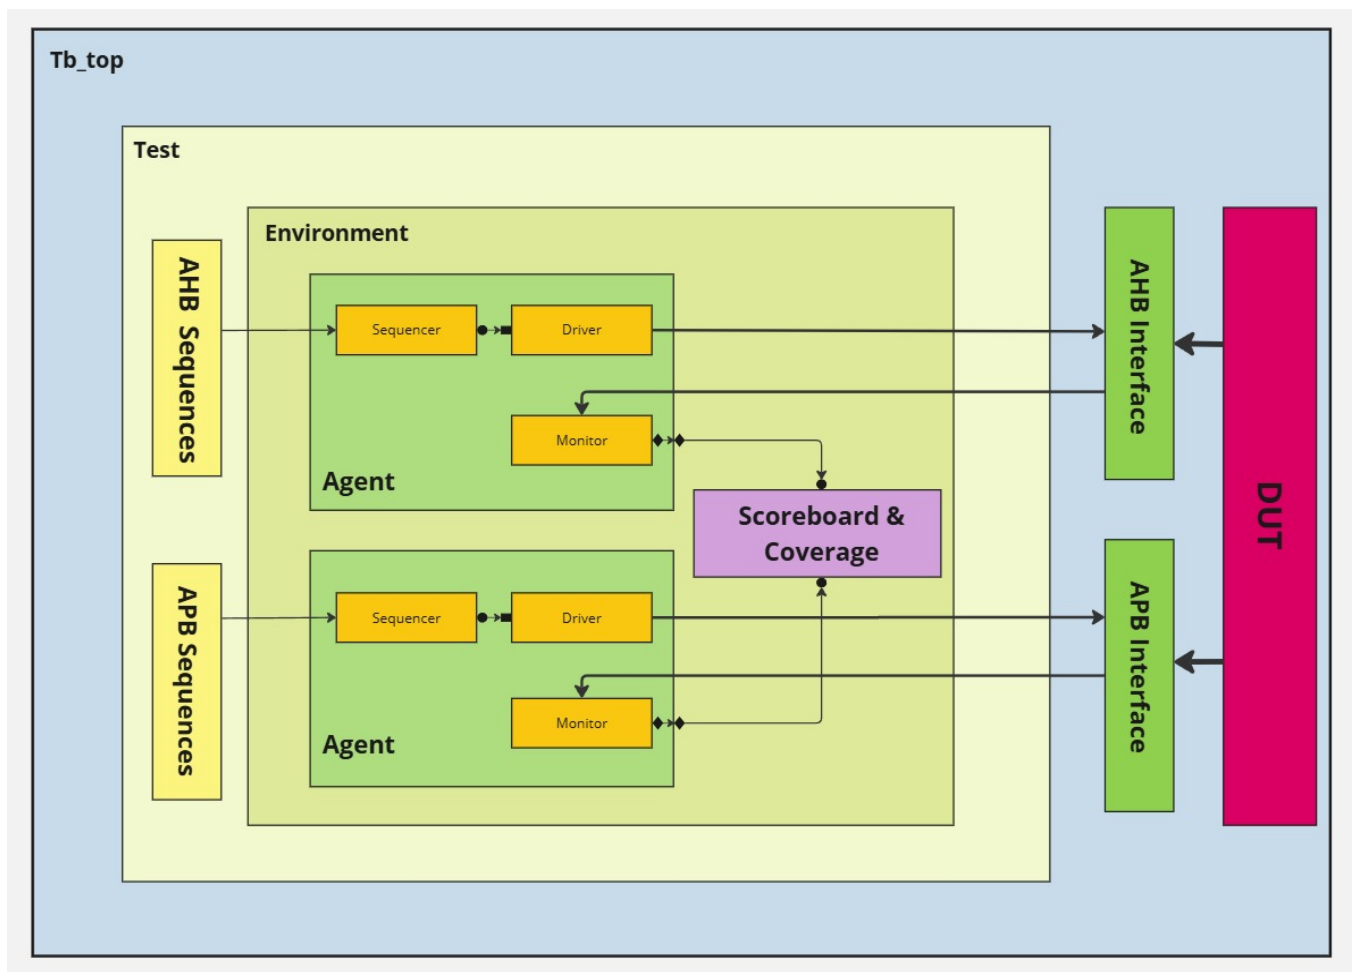 Tb_top
Test
Environment
AHB Sequences
Sequencer
Driver
Monitor
Agent
AHB Interface
Scoreboard &
Coverage
DUT
APB Sequences
Sequencer
Driver
Monitor
Agent
APB Interface